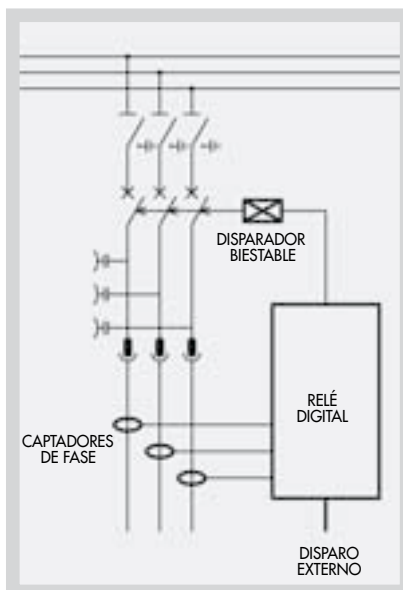 DISPARADOR
BIESTABLE
RELÉ
DIGITAL
CAPTADORES
DE FASE
DISPARO
EXTERNO